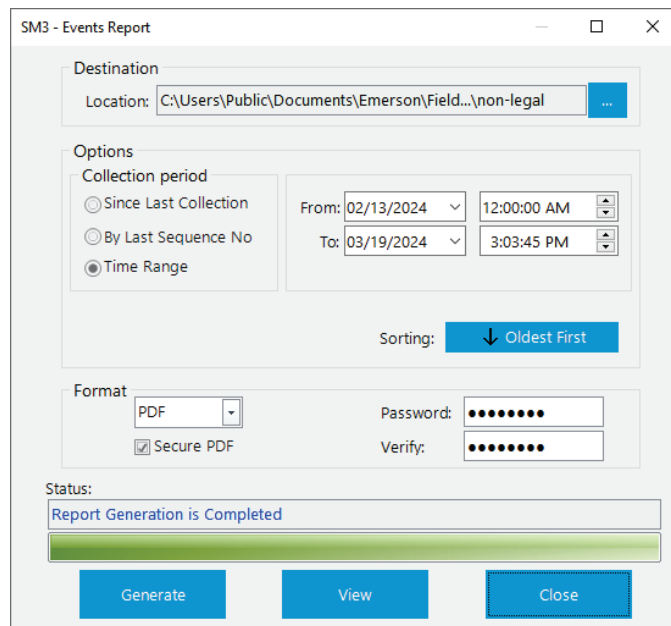 SM3 - Events Report
Destination
Location: C:\Users\Public\Documents\Emerson\Field...\non-legal ...
Options
Collection period
Since Last Collection
By Last Sequence No
Time Range
From: 02/13/2024 12:00:00 AM
To: 03/19/2024 3:03:45 PM
Sorting: Oldest First
Format
PDF
Secure PDF
Password: ●●●●●●●●
Verify: ●●●●●●●●
Status:
Report Generation is Completed
Generate View Close